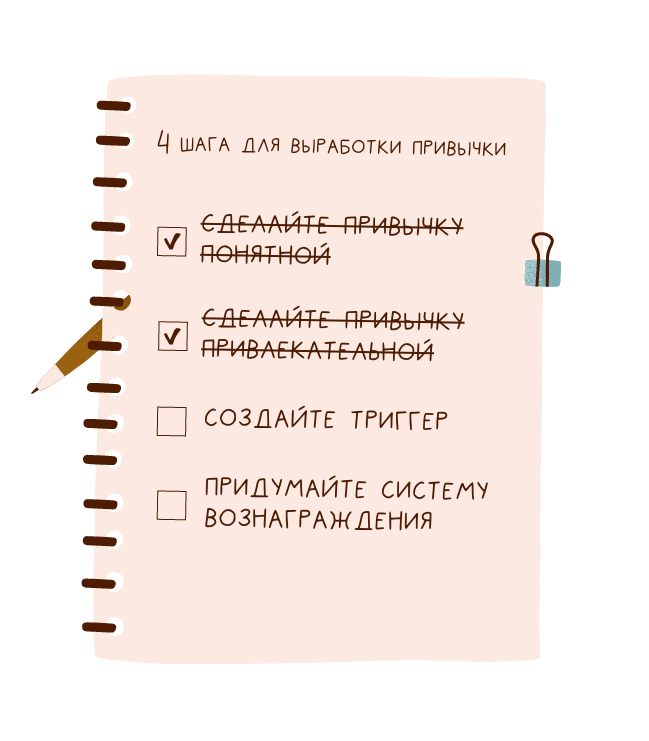 4 ШАГА ДЛЯ ВЫРАБОТКИ ПРИВЫЧКИ
СДЕЛАЙТЕ ПРИВЫЧКУ
ПОНЯТНОЙ
СДЕЛАЙТЕ ПРИВЫЧКУ
ПРИВЛЕКАТЕЛЬНОЙ
СОЗДАЙТЕ ТРИГГЕР
ПРИДУМАЙТЕ СИСТЕМУ
ВОЗНАГРАЖДЕНИЯ